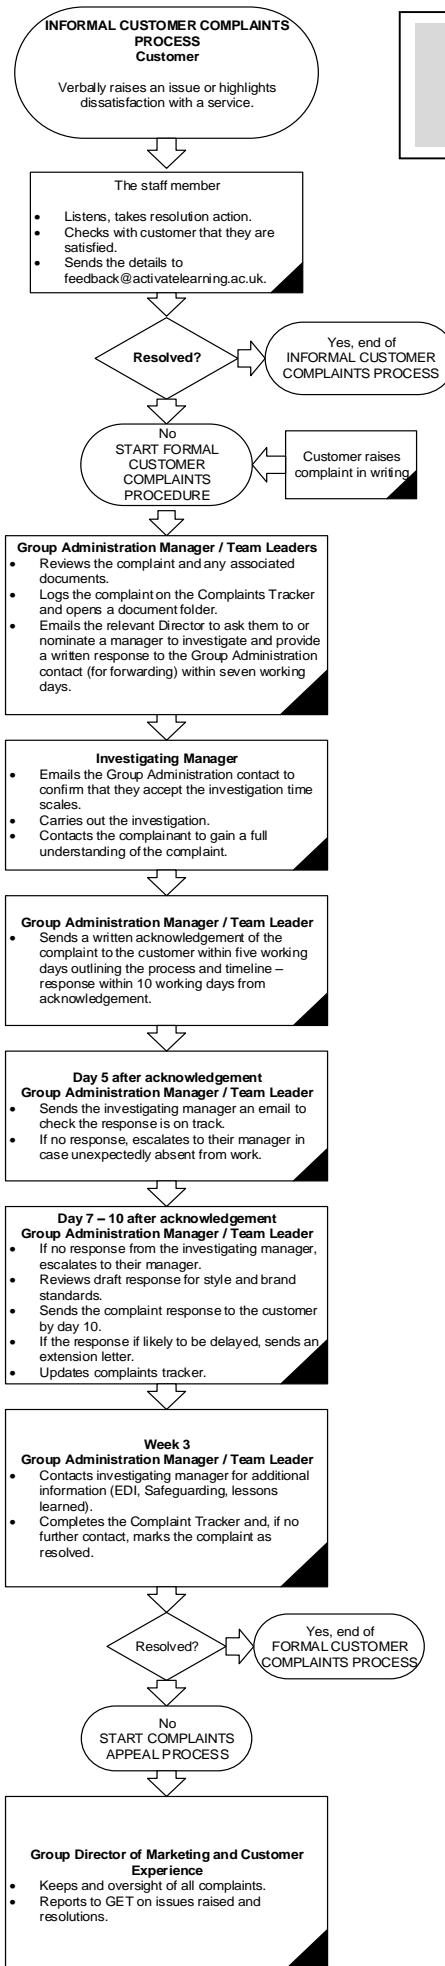 INFORMAL CUSTOMER COMPLAINTS
PROCESS
Customer
Verbally raises an issue or highlights
dissatisfaction with a service.
The staff member
• Listens, takes resolution action.
• Checks with customer that they are
satisfied.
• Sends the details to
feedback@activatelearning.ac.uk.
Resolved?
Yes, end of
INFORMAL CUSTOMER
COMPLAINTS PROCESS
No
START FORMAL
CUSTOMER
COMPLAINTS
PROCEDURE
Customer raises
complaint in writing
Group Administration Manager / Team Leaders
• Reviews the complaint and any associated
documents.
• Logs the complaint on the Complaints Tracker
and opens a document folder.
• Emails the relevant Director to ask them to or
nominate a manager to investigate and provide
a written response to the Group Administration
contact (for forwarding) within seven working
days.
Investigating Manager
• Emails the Group Administration contact to
confirm that they accept the investigation time
scales.
• Carries out the investigation.
• Contacts the complainant to gain a full
understanding of the complaint.
Group Administration Manager / Team Leader
• Sends a written acknowledgement of the
complaint to the customer within five working
days outlining the process and timeline –
response within 10 working days from
acknowledgement.
Day 5 after acknowledgement
Group Administration Manager / Team Leader
• Sends the investigating manager an email to
check the response is on track.
• If no response, escalates to their manager in
case unexpectedly absent from work.
Day 7 – 10 after acknowledgement
Group Administration Manager / Team Leader
• If no response from the investigating manager,
escalates to their manager.
• Reviews draft response for style and brand
standards.
• Sends the complaint response to the customer
by day 10.
• If the response if likely to be delayed, sends an
extension letter.
• Updates complaints tracker.
Week 3
Group Administration Manager / Team Leader
• Contacts investigating manager for additional
information (EDI, Safeguarding, lessons
learned).
• Completes the Complaint Tracker and, if no
further contact, marks the complaint as
resolved.
Resolved?
Yes, end of
FORMAL CUSTOMER
COMPLAINTS PROCESS
No
START COMPLAINTS
APPEAL PROCESS
Group Director of Marketing and Customer
Experience
• Keeps and oversight of all complaints.
• Reports to GET on issues raised and
resolutions.